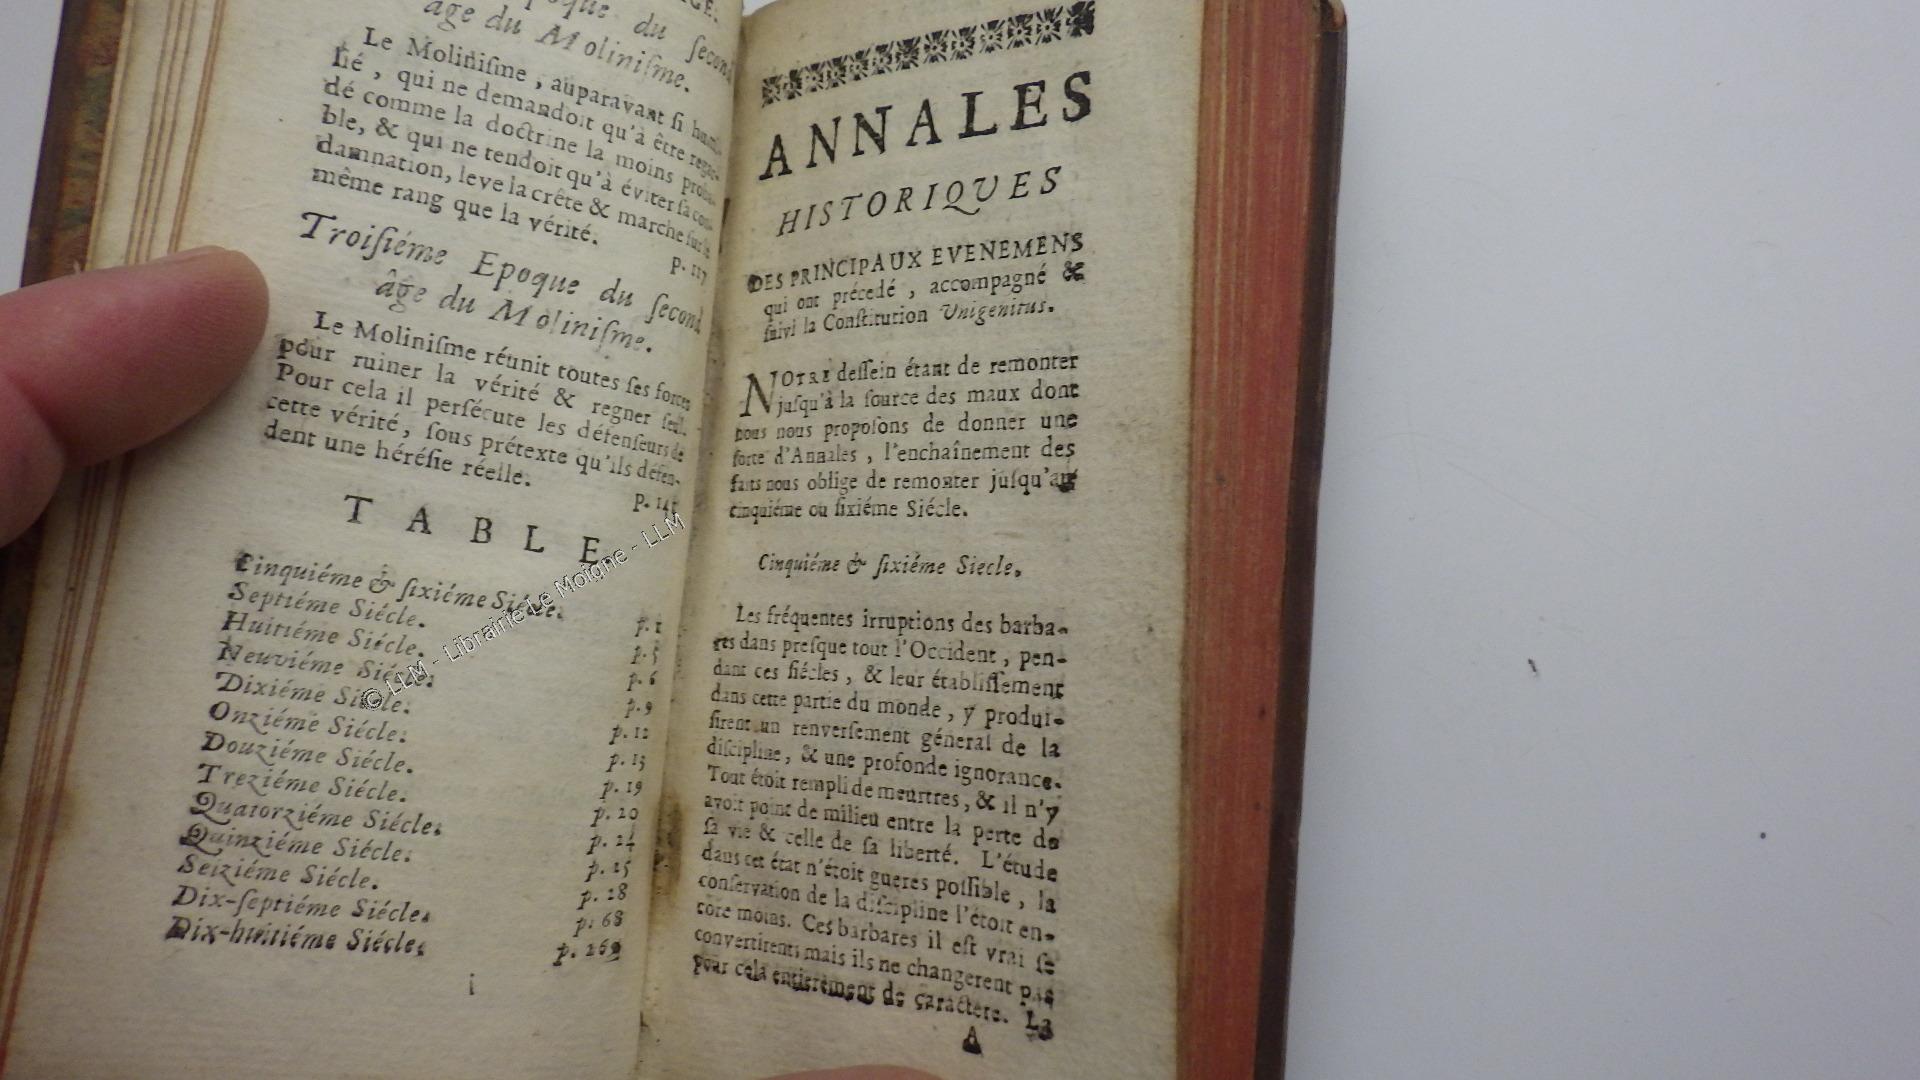 époque du second
âge du Moliniſme.
Le Moliniſme, auparavant ſi humi-
lié, qui ne demandoit qu'à être regar-
dé comme la doctrine la moins proba-
ble, & qui ne tendoit qu'à éviter ſa con-
damnation, leve la crête & marche ſur le
même rang que la vérité.
p. 117
Troiſiéme Epoque du ſecond
âge du Moliniſme.
Le Moliniſme réunit toutes ſes forces
pour ruiner la vérité & regner ſeul.
Pour cela il perſécute les défenſeurs de
cette vérité, ſous prétexte qu'ils défen-
dent une héréſie réelle.
p. 145
TABLE
Cinquiéme & ſixiéme Siécle. p. 1
Septiéme Siécle. p. 5
Huitiéme Siécle. p. 6
Neuviéme Siécle. p. 9
Dixiéme Siécle. p. 12
Onziéme Siécle. p. 15
Douziéme Siécle. p. 19
Treziéme Siécle. p. 20
Quatorziéme Siécle. p. 24
Quinziéme Siécle. p. 25
Seiziéme Siécle. p. 28
Dix-ſeptiéme Siécle. p. 68
Dix-huitiéme Siécle. p. 269
i
© LLM - Librairie Le Moigne - LLM
ANNALES
HISTORIQUES
DES PRINCIPAUX EVENEMENS
qui ont précedé, accompagné &
ſuivi la Conſtitution Unigenitus.
NOTRE deſſein étant de remonter
juſqu'à la ſource des maux dont
nous nous propoſons de donner une
ſorte d'Annales, l'enchaînement des
faits nous oblige de remonter juſqu'au
cinquiéme ou ſixiéme Siécle.
Cinquiéme & ſixiéme Siecle.
Les fréquentes irruptions des barba-
res dans preſque tout l'Occident, pen-
dant ces ſiécles, & leur établiſſement
dans cette partie du monde, y produi-
ſirent un renverſement géneral de la
diſcipline, & une profonde ignorance.
Tout étoit rempli de meurtres, & il n'y
avoit point de milieu entre la perte de
ſa vie & celle de ſa liberté. L'étude
dans cet état n'étoit gueres poſſible, la
conſervation de la diſcipline l'étoit en-
core moins. Ces barbares il eſt vrai ſe
convertirent; mais ils ne changerent pas
pour cela entierement de caractere. La
A